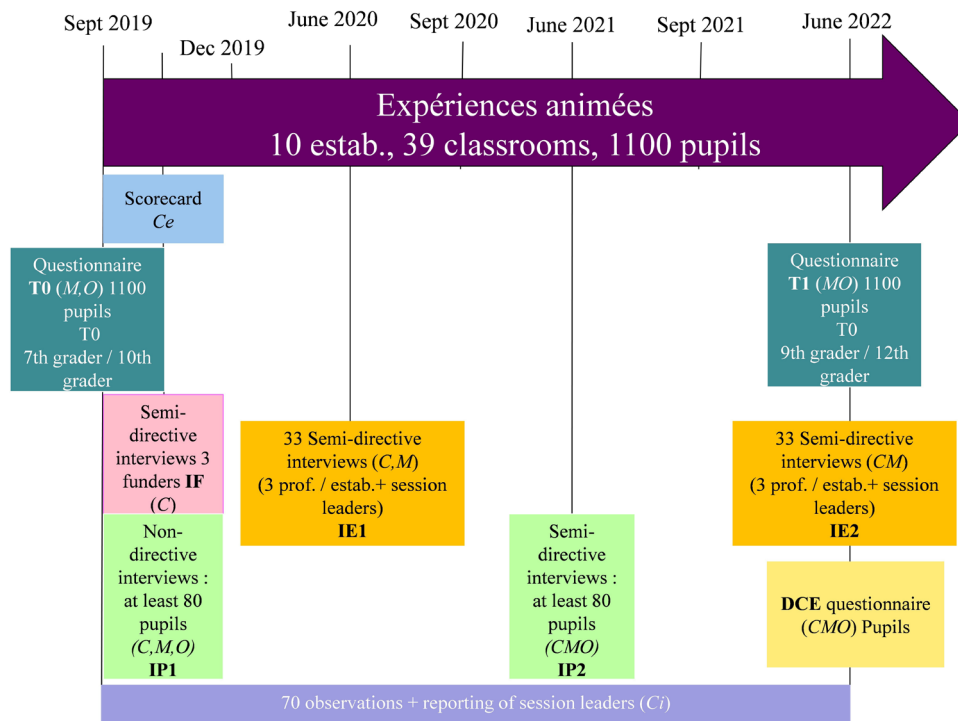 Sept 2019
Dec 2019
June 2020
Sept 2020
June 2021
Sept 2021
June 2022
Expériences animées
10 estab., 39 classrooms, 1100 pupils
Scorecard
Ce
Questionnaire
T0 (M,O) 1100
pupils
T0
7th grader / 10th
grader
Questionnaire
T1 (MO) 1100
pupils
T0
9th grader / 12th
grader
Semi-
directive
interviews 3
funders IF
(C)
33 Semi-directive
interviews (C,M)
(3 prof. / estab.+ session
leaders)
IE1
33 Semi-directive
interviews (CM)
(3 prof. / estab.+ session
leaders)
IE2
Non-
directive
interviews :
at least 80
pupils
(C,M,O)
IP1
Semi-
directive
interviews :
at least 80
pupils
(CMO)
IP2
DCE questionnaire
(CMO) Pupils
70 observations + reporting of session leaders (Ci)